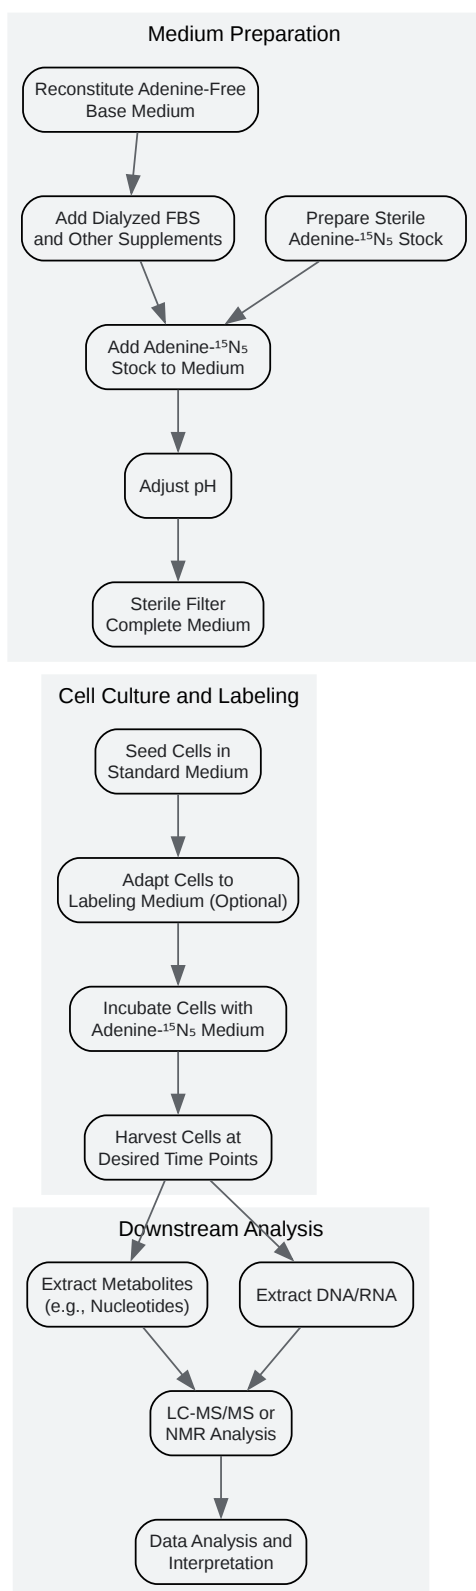 Medium Preparation
Reconstitute Adenine-Free
Base Medium
Add Dialyzed FBS
and Other Supplements
Prepare Sterile
Adenine-¹⁵N₅ Stock
Add Adenine-¹⁵N₅
Stock to Medium
Adjust pH
Sterile Filter
Complete Medium
Cell Culture and Labeling
Seed Cells in
Standard Medium
Adapt Cells to
Labeling Medium (Optional)
Incubate Cells with
Adenine-¹⁵N₅ Medium
Harvest Cells at
Desired Time Points
Downstream Analysis
Extract Metabolites
(e.g., Nucleotides)
Extract DNA/RNA
LC-MS/MS or
NMR Analysis
Data Analysis and
Interpretation